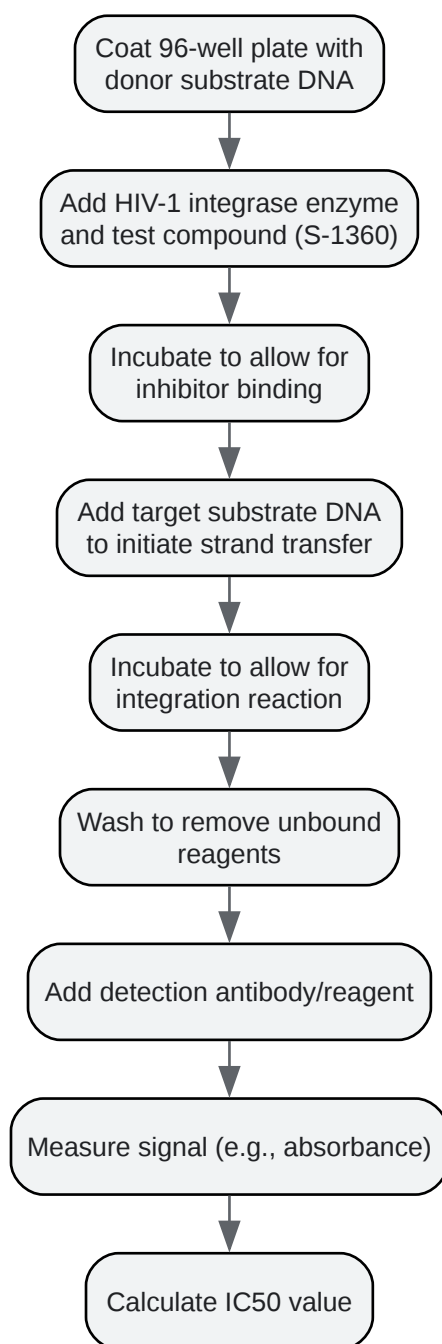 Coat 96-well plate with
donor substrate DNA
Add HIV-1 integrase enzyme
and test compound (S-1360)
Incubate to allow for
inhibitor binding
Add target substrate DNA
to initiate strand transfer
Incubate to allow for
integration reaction
Wash to remove unbound
reagents
Add detection antibody/reagent
Measure signal (e.g., absorbance)
Calculate IC50 value